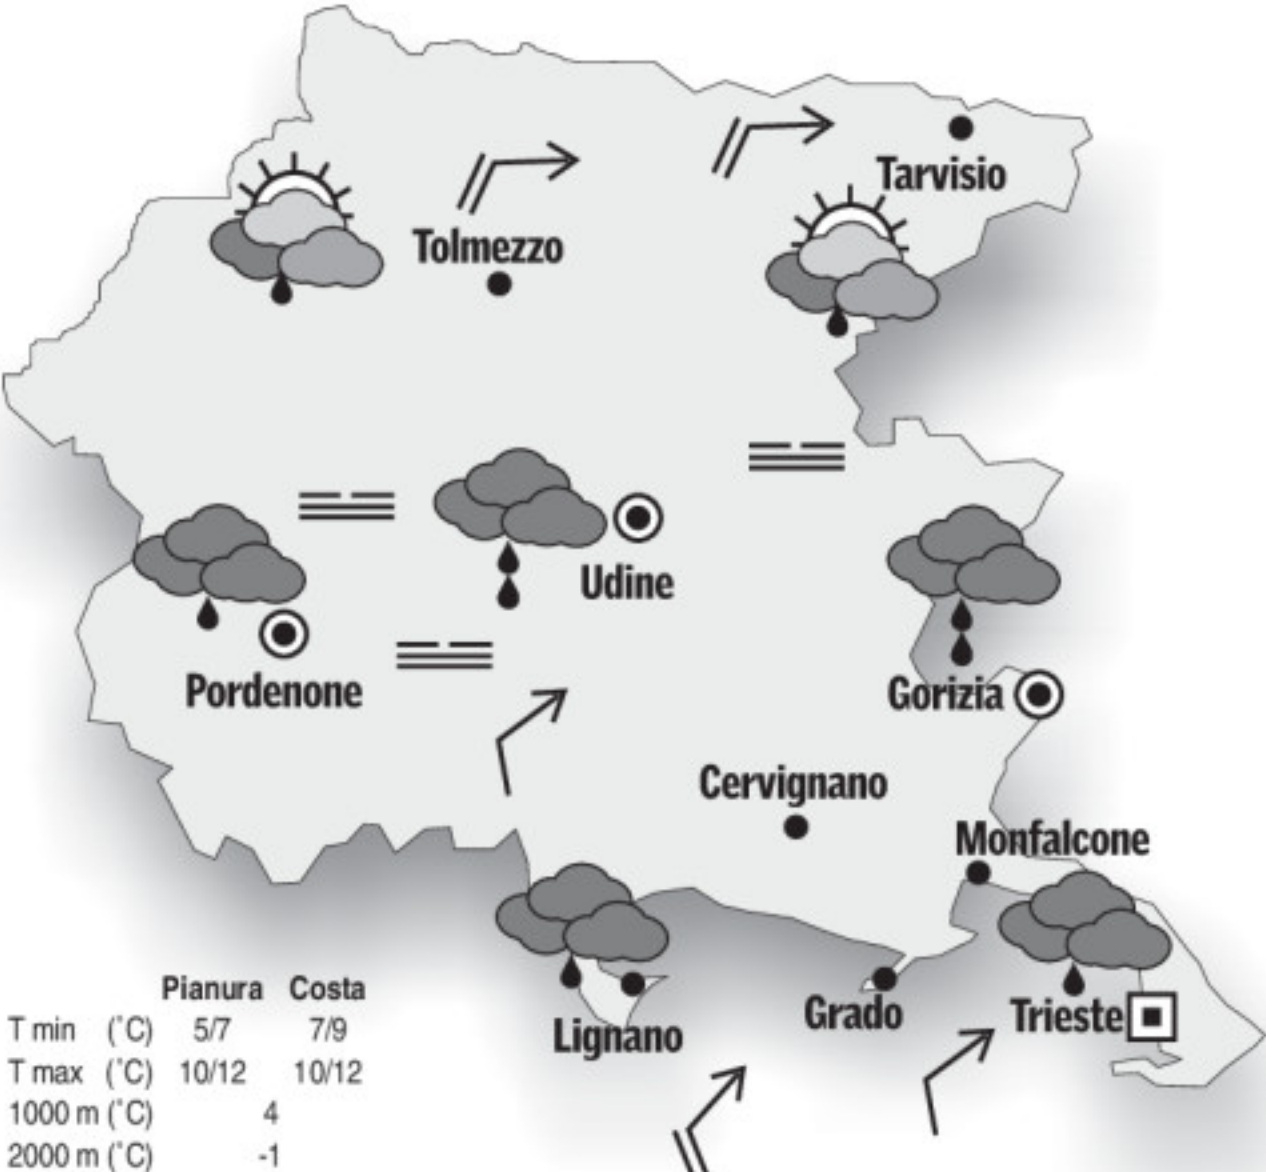 Tarvisio
Tolmezzo
Udine
Pordenone
Gorizia
Cervignano
Monfalcone
Grado
Trieste
Lignano
Pianura Costa
T min (°C) 5/7 7/9
T max (°C) 10/12 10/12
1000 m (°C) 4
2000 m (°C) -1